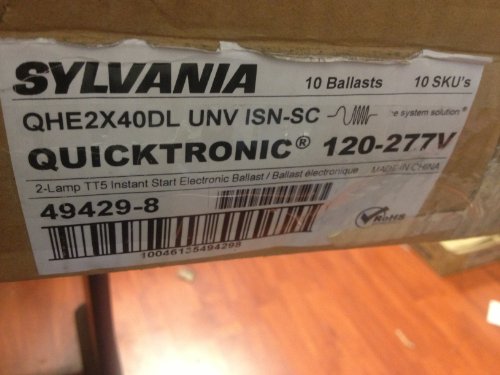 SYLVANIA 10 Ballasts 10 SKU's
QHE2X40DL UNV ISN-SC system solution®
QUICKTRONIC® 120-277V
2-Lamp TT5 Instant Start Electronic Ballast / Ballast électronique MADE IN CHINA
49429-8
RoHS
10046135494298